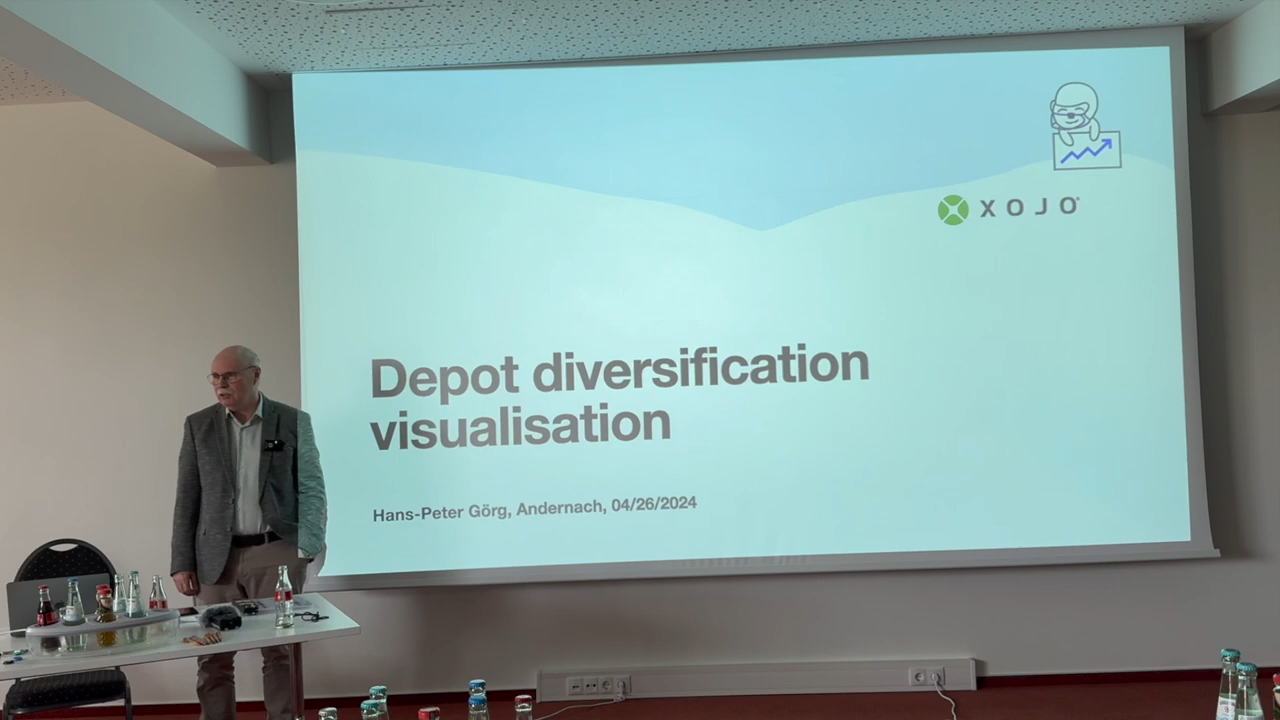 XOJO
Depot diversification
visualisation
Hans-Peter Görg, Andernach, 04/26/2024